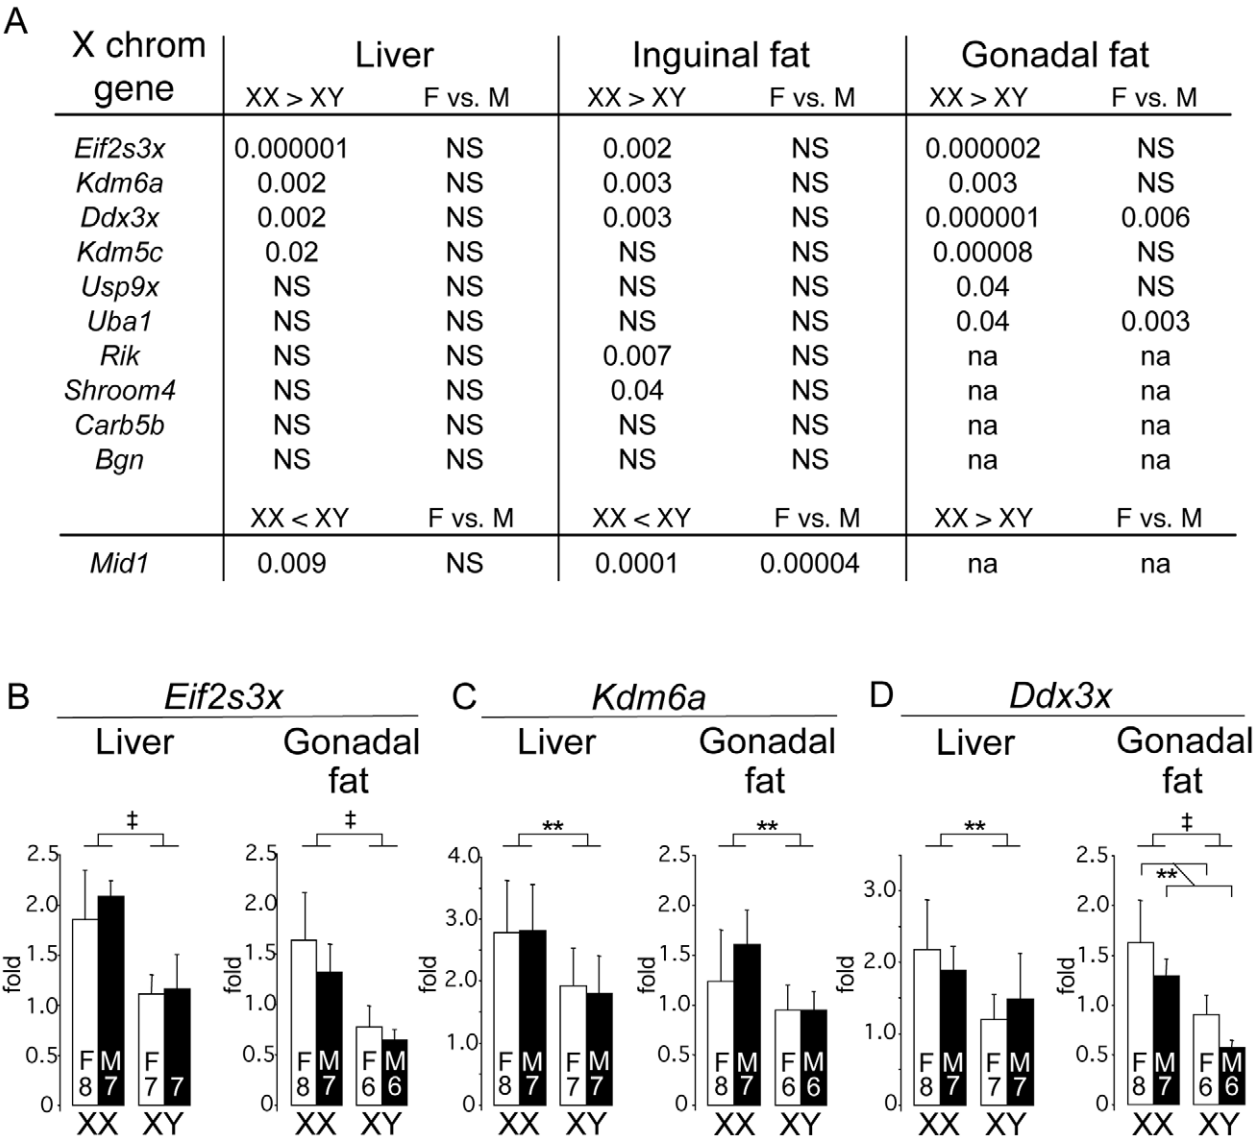 A
X chrom gene Liver Inguinal fat Gonadal fat
XX > XY F vs. M XX > XY F vs. M XX > XY F vs. M
Eif2s3x 0.000001 NS 0.002 NS 0.000002 NS
Kdm6a 0.002 NS 0.003 NS 0.003 NS
Ddx3x 0.002 NS 0.003 NS 0.000001 0.006
Kdm5c 0.02 NS NS NS 0.00008 NS
Usp9x NS NS NS NS 0.04 NS
Uba1 NS NS NS NS 0.04 0.003
Rik NS NS 0.007 NS na na
Shroom4 NS NS 0.04 NS na na
Carb5b NS NS NS NS na na
Bgn NS NS NS NS na na
XX < XY F vs. M XX < XY F vs. M XX > XY F vs. M
Mid1 0.009 NS 0.0001 0.00004 na na
B Eif2s3x
Liver
‡
fold
2.5
2.0
1.5
1.0
0.5
0
F M F
8 7 7 7
XX XY
Gonadal
fat
‡
fold
2.5
2.0
1.5
1.0
0.5
0
F M F M
8 7 6 6
XX XY
C Kdm6a
Liver
**
fold
4.0
3.0
2.0
1.0
0
F M F M
8 7 7 7
XX XY
Gonadal
fat
**
fold
2.5
2.0
1.5
1.0
0.5
0
F M F M
8 7 6 6
XX XY
D Ddx3x
Liver
**
fold
3.0
2.0
1.0
0
F M F M
8 7 7 7
XX XY
Gonadal
fat
‡
**
fold
2.5
2.0
1.5
1.0
0.5
0
F M F M
8 7 6 6
XX XY